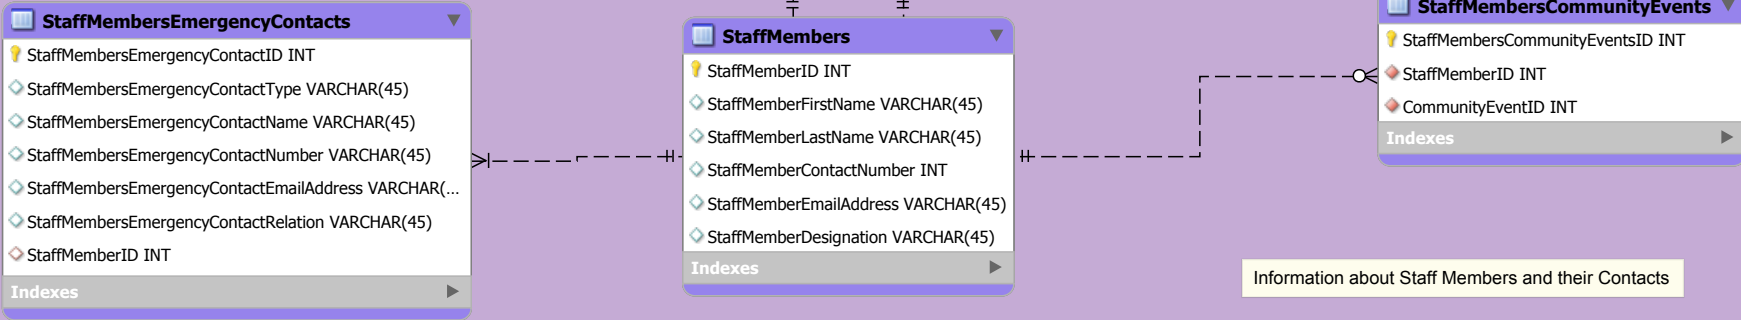 StaffMembersEmergencyContacts
StaffMembersEmergencyContactID INT
StaffMembersEmergencyContactType VARCHAR(45)
StaffMembersEmergencyContactName VARCHAR(45)
StaffMembersEmergencyContactNumber VARCHAR(45)
StaffMembersEmergencyContactEmailAddress VARCHAR(...
StaffMembersEmergencyContactRelation VARCHAR(45)
StaffMemberID INT
Indexes
StaffMembers
StaffMemberID INT
StaffMemberFirstName VARCHAR(45)
StaffMemberLastName VARCHAR(45)
StaffMemberContactNumber INT
StaffMemberEmailAddress VARCHAR(45)
StaffMemberDesignation VARCHAR(45)
Indexes
StaffMembersCommunityEvents
StaffMembersCommunityEventsID INT
StaffMemberID INT
CommunityEventID INT
Indexes
Information about Staff Members and their Contacts